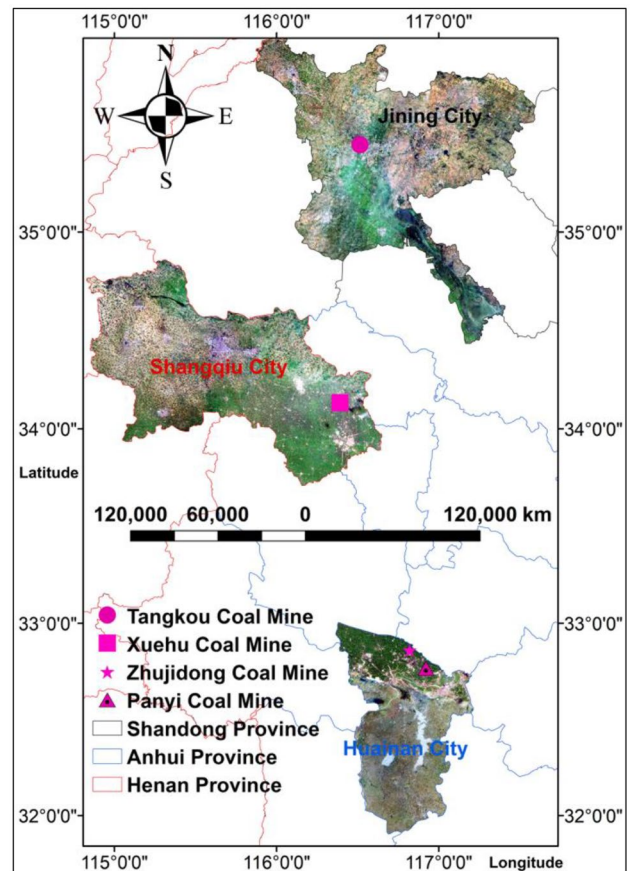 115°0'0" 116°0'0" 117°0'0"
N
W E
S
Jining City
35°0'0" 35°0'0"
Shangqiu City
34°0'0" 34°0'0"
Latitude
120,000 60,000 0 120,000 km
33°0'0" 33°0'0"
Tangkou Coal Mine
Xuehu Coal Mine
Zhujidong Coal Mine
Panyi Coal Mine
Shandong Province
Anhui Province
Henan Province
Huainan City
32°0'0" 32°0'0"
115°0'0" 116°0'0" 117°0'0" Longitude